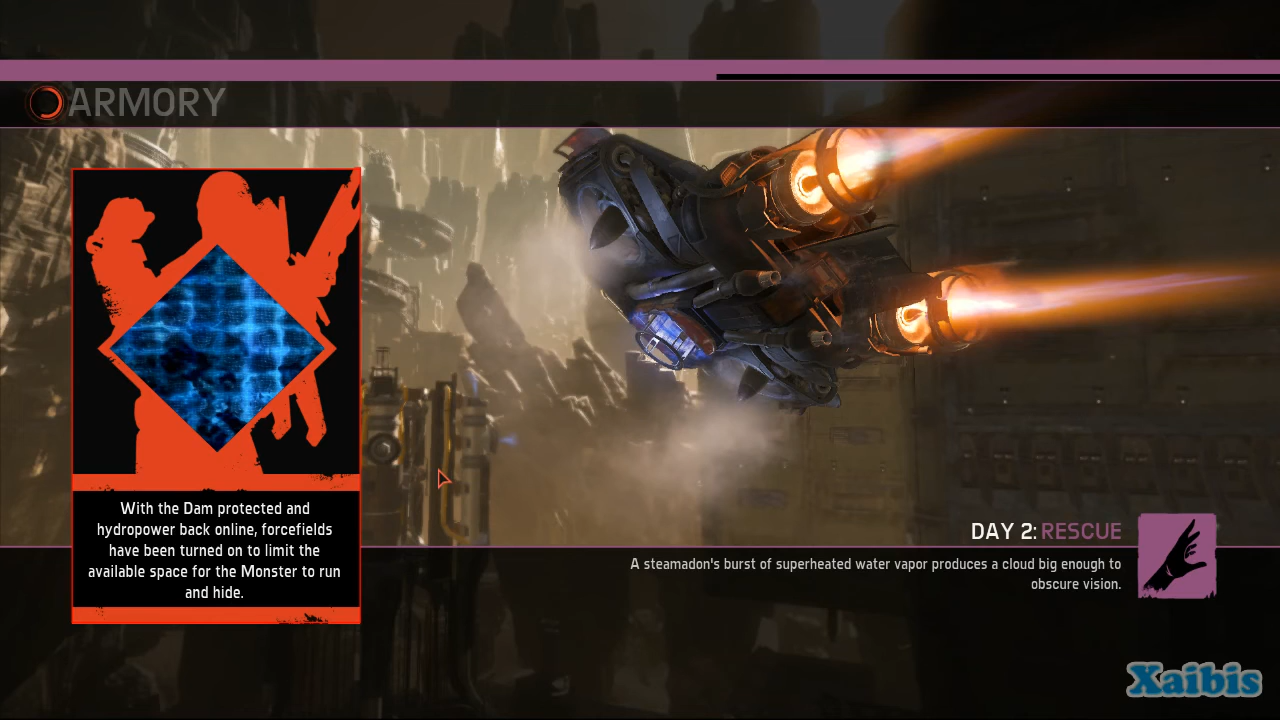 ARMORY
With the Dam protected and
hydropower back online, forcefields
have been turned on to limit the
available space for the Monster to run
and hide.
DAY 2: RESCUE
A steamadon's burst of superheated water vapor produces a cloud big enough to
obscure vision.
Xaibis